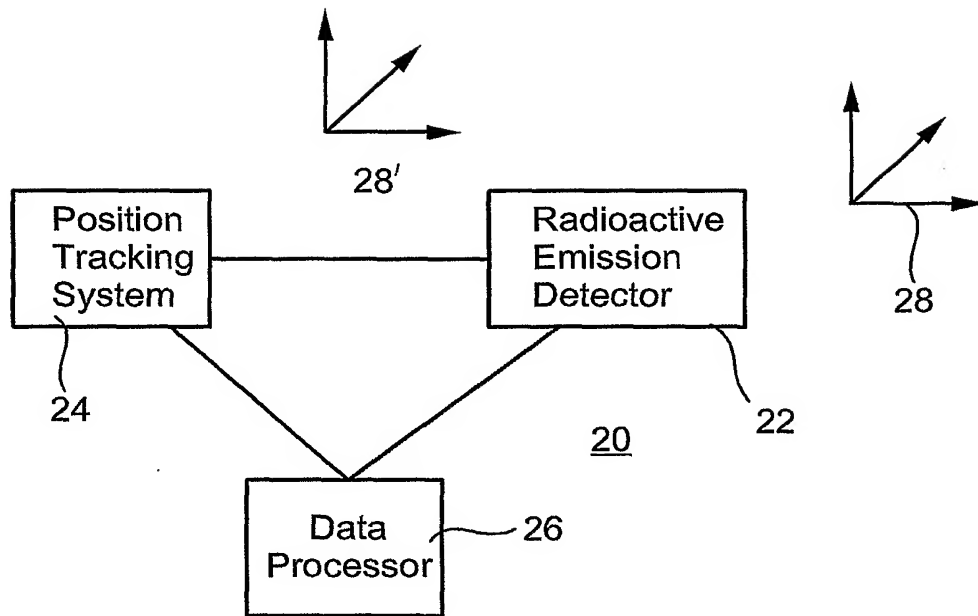 28′
28
Position
Tracking
System
24
Radioactive
Emission
Detector
22
20
Data
Processor
26